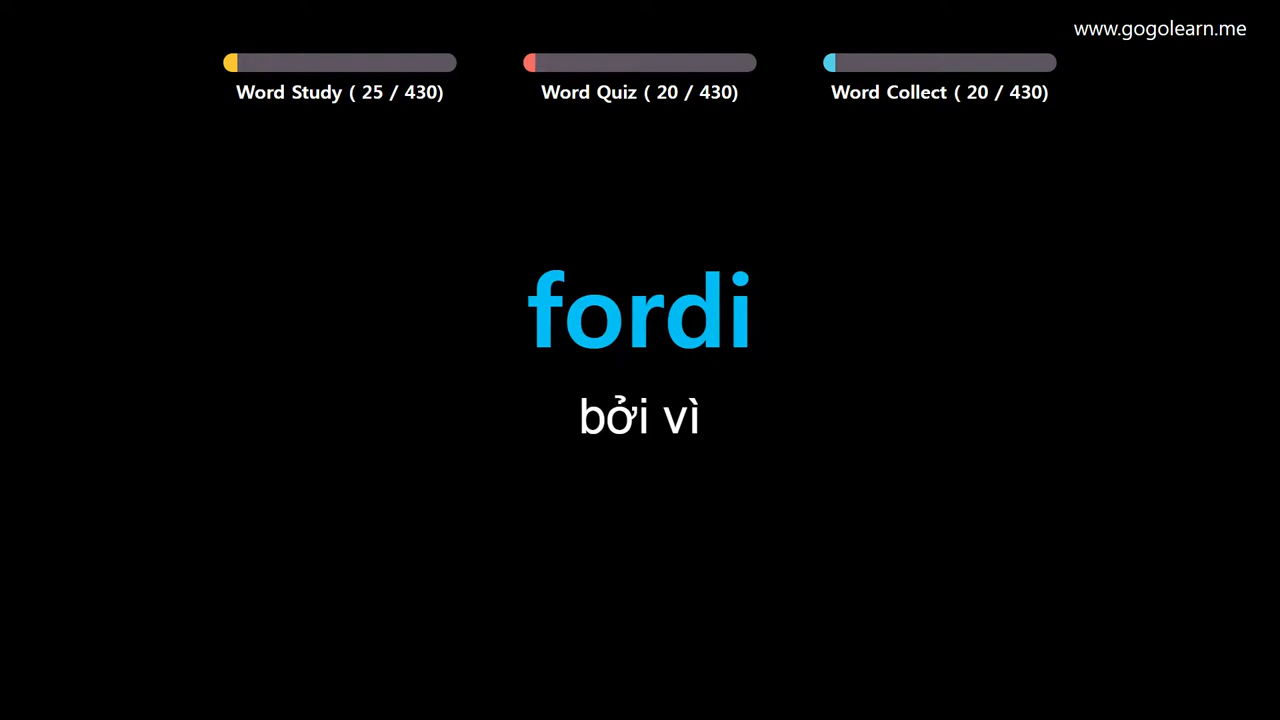 www.gogolearn.me
Word Study ( 25 / 430)
Word Quiz ( 20 / 430)
Word Collect ( 20 / 430)
fordi
bởi vì